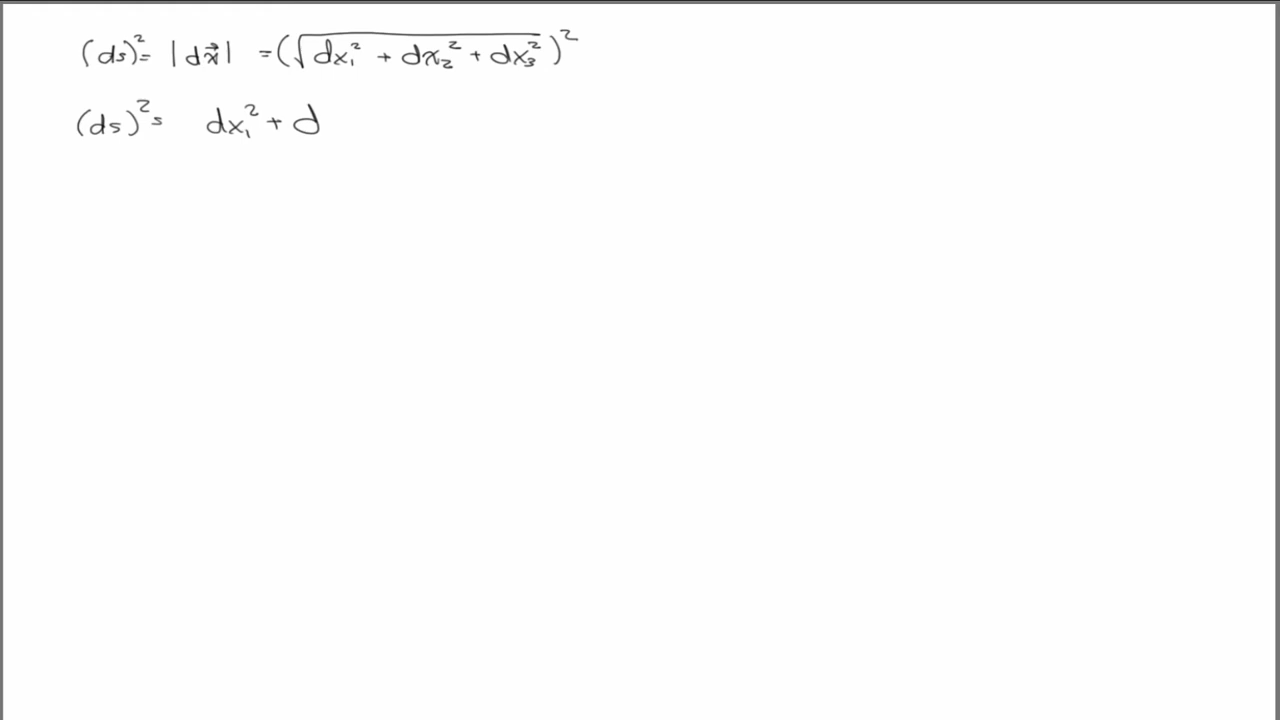 (ds)²= |dx⃗| =(√dx₁² + dx₂² + dx₃²)²
(ds)²= dx₁² + d